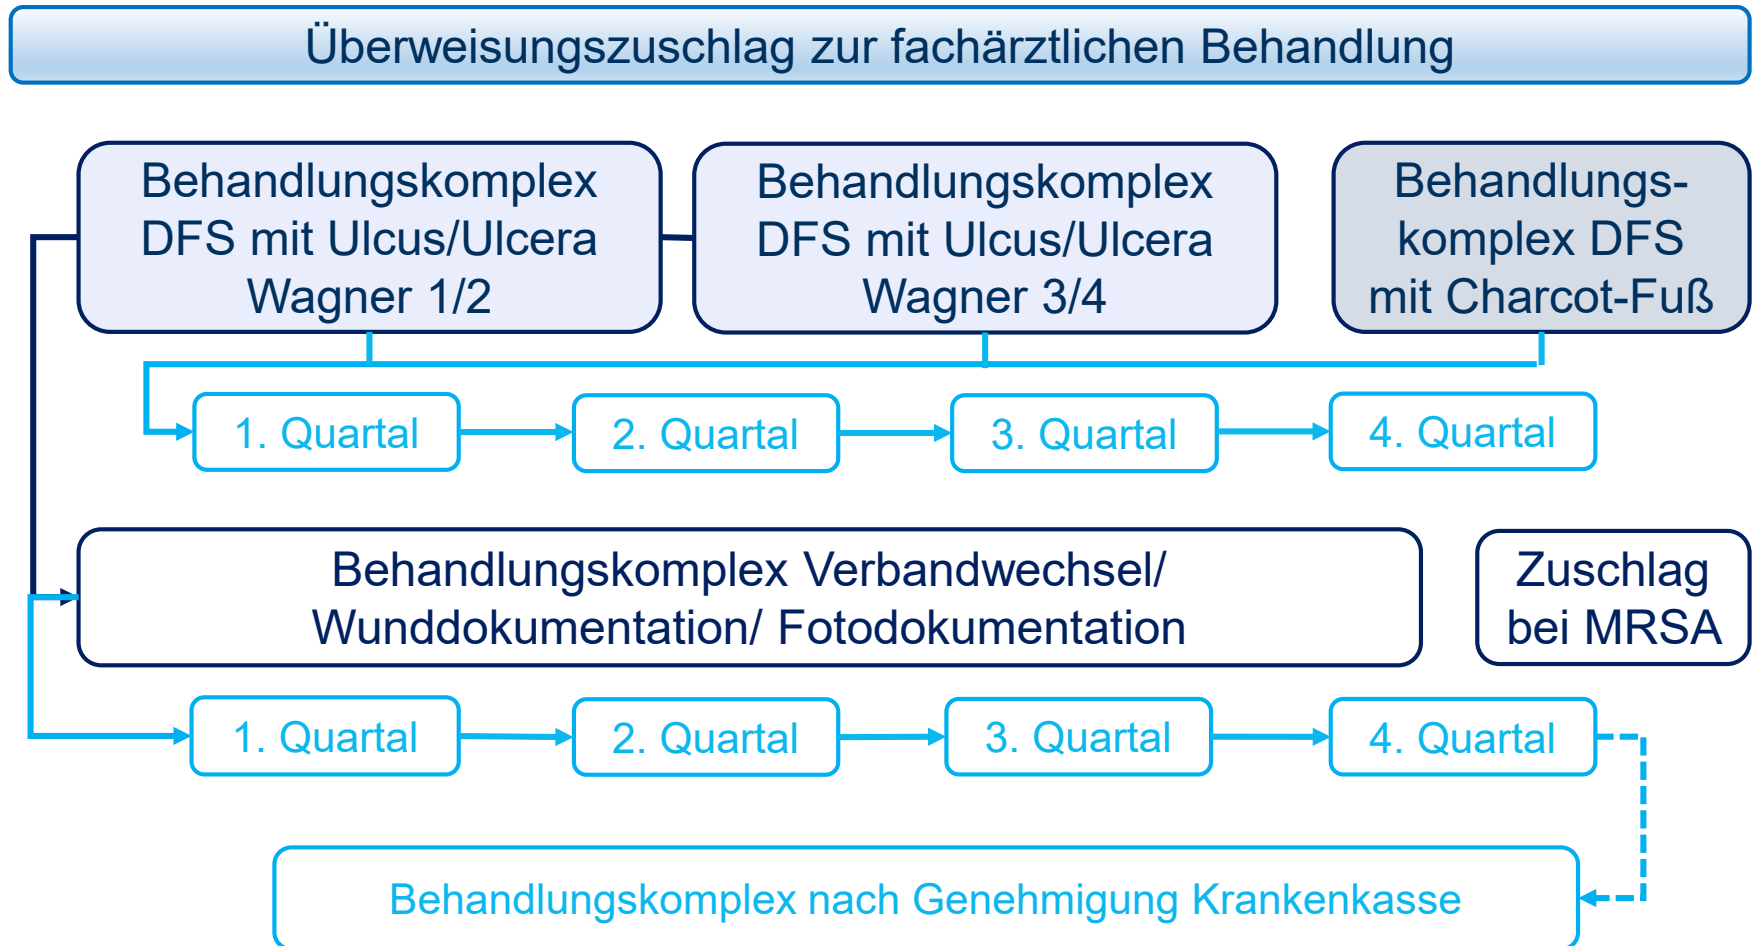 Überweisungszuschlag zur fachärztlichen Behandlung
Behandlungskomplex
DFS mit Ulcus/Ulcera
Wagner 1/2
Behandlungskomplex
DFS mit Ulcus/Ulcera
Wagner 3/4
Behandlungs-
komplex DFS
mit Charcot-Fuß
1. Quartal
2. Quartal
3. Quartal
4. Quartal
Behandlungskomplex Verbandwechsel/
Wunddokumentation/ Fotodokumentation
Zuschlag
bei MRSA
1. Quartal
2. Quartal
3. Quartal
4. Quartal
Behandlungskomplex nach Genehmigung Krankenkasse